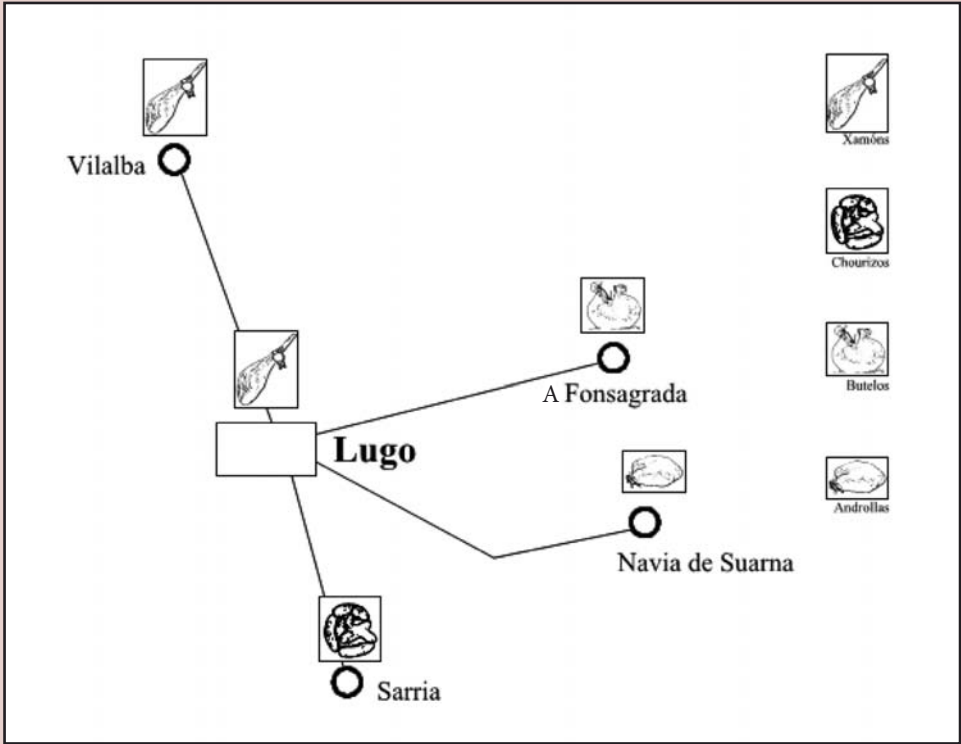 Xamóns
Vilalba
Chourizos
A Fonsagrada
Butelos
Lugo
Androllas
Navia de Suarna
Sarria